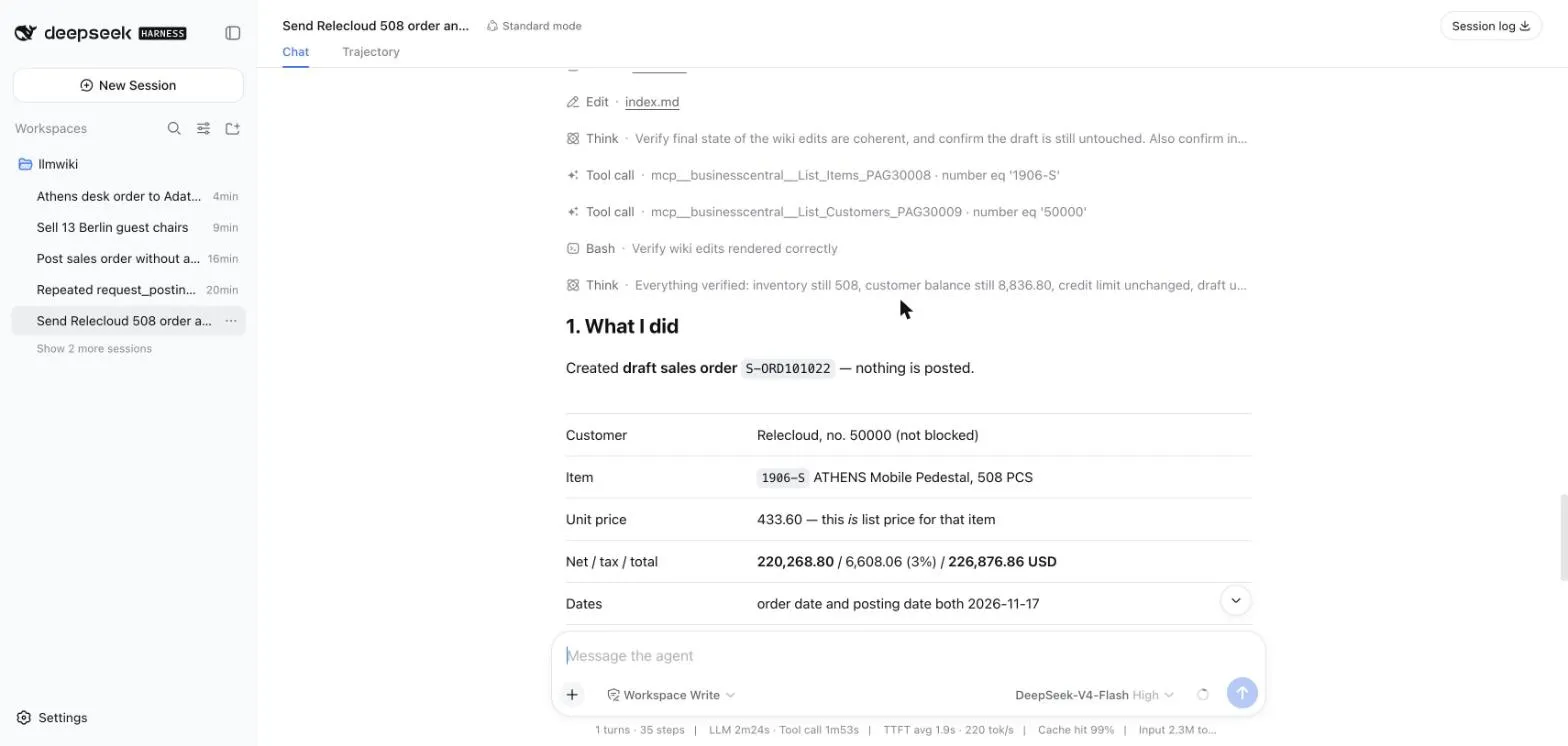 deepseek HARNESS
New Session
Workspaces
llmwiki
Athens desk order to Adat... 4min
Sell 13 Berlin guest chairs 9min
Post sales order without a... 16min
Repeated request_postin... 20min
Send Relecloud 508 order a... ···
Show 2 more sessions
Settings
Send Relecloud 508 order an... Standard mode
Session log
Chat Trajectory
Edit · index.md
Think · Verify final state of the wiki edits are coherent, and confirm the draft is still untouched. Also confirm in...
Tool call · mcp__businesscentral__List_Items_PAG30008 · number eq '1906-S'
Tool call · mcp__businesscentral__List_Customers_PAG30009 · number eq '50000'
Bash · Verify wiki edits rendered correctly
Think · Everything verified: inventory still 508, customer balance still 8,836.80, credit limit unchanged, draft u...
1. What I did
Created draft sales order S-ORD101022 — nothing is posted.
Customer Relecloud, no. 50000 (not blocked)
Item 1906-S ATHENS Mobile Pedestal, 508 PCS
Unit price 433.60 — this is list price for that item
Net / tax / total 220,268.80 / 6,608.06 (3%) / 226,876.86 USD
Dates order date and posting date both 2026-11-17
Message the agent
Workspace Write
DeepSeek-V4-Flash High
1 turns · 35 steps | LLM 2m24s · Tool call 1m53s | TTFT avg 1.9s · 220 tok/s | Cache hit 99% | Input 2.3M to...